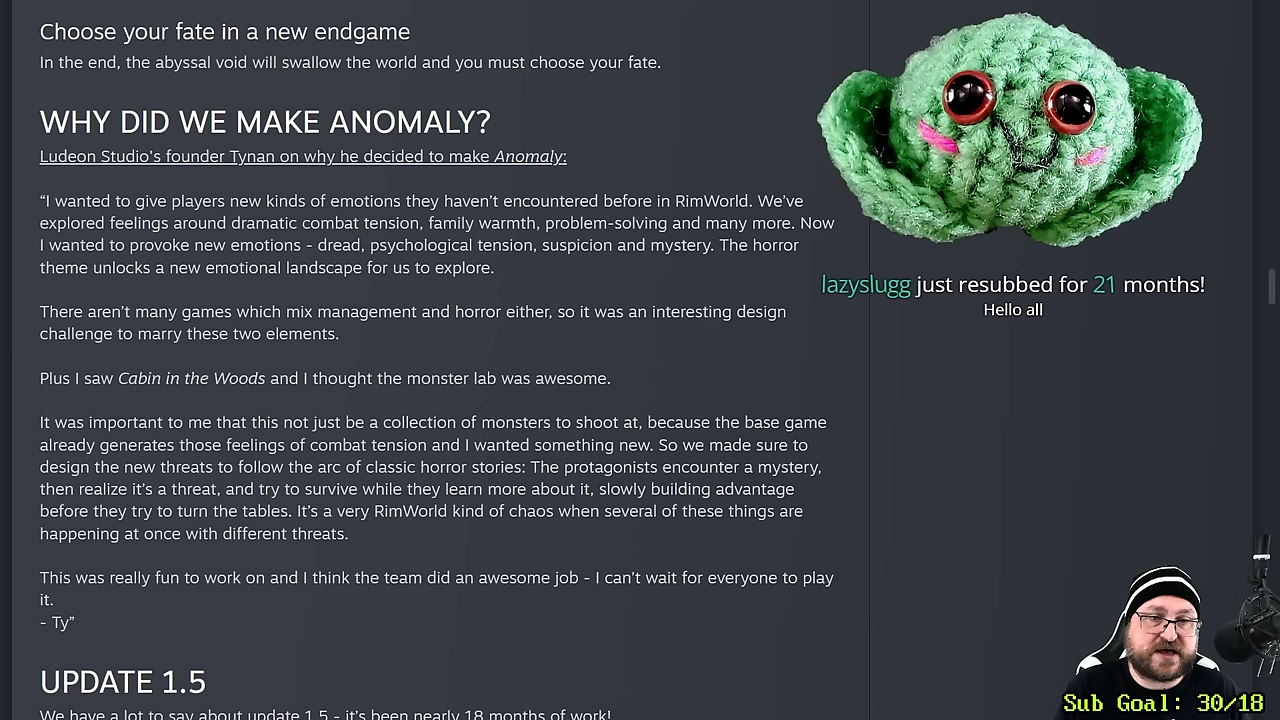 Choose your fate in a new endgame
In the end, the abyssal void will swallow the world and you must choose your fate.
WHY DID WE MAKE ANOMALY?
Ludeon Studio's founder Tynan on why he decided to make Anomaly:
“I wanted to give players new kinds of emotions they haven’t encountered before in RimWorld. We’ve
explored feelings around dramatic combat tension, family warmth, problem-solving and many more. Now
I wanted to provoke new emotions - dread, psychological tension, suspicion and mystery. The horror
theme unlocks a new emotional landscape for us to explore.
There aren’t many games which mix management and horror either, so it was an interesting design
challenge to marry these two elements.
Plus I saw Cabin in the Woods and I thought the monster lab was awesome.
It was important to me that this not just be a collection of monsters to shoot at, because the base game
already generates those feelings of combat tension and I wanted something new. So we made sure to
design the new threats to follow the arc of classic horror stories: The protagonists encounter a mystery,
then realize it’s a threat, and try to survive while they learn more about it, slowly building advantage
before they try to turn the tables. It’s a very RimWorld kind of chaos when several of these things are
happening at once with different threats.
This was really fun to work on and I think the team did an awesome job - I can’t wait for everyone to play
it.
- Ty”
UPDATE 1.5
We have a lot to say about update 1.5 - it's been nearly 18 months of work!
lazyslugg just resubbed for 21 months!
Hello all
Sub Goal: 30/18